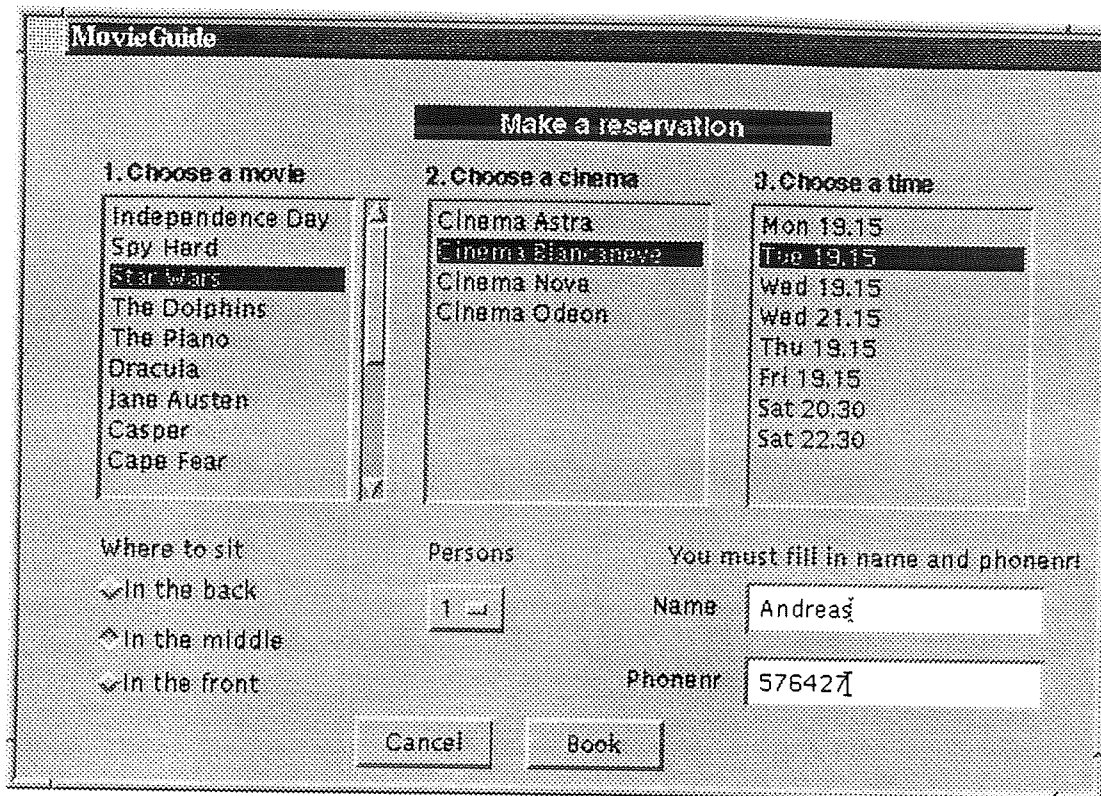 MovieGuide
Make a reservation
1. Choose a movie
Independence Day
Spy Hard
Star Wars
The Dolphins
The Piano
Dracula
Jane Austen
Casper
Cape Fear
2. Choose a cinema
Cinema Astra
Cinema Biancaneve
Cinema Nova
Cinema Odeon
3. Choose a time
Mon 19.15
Tue 19.15
Wed 19.15
Wed 21.15
Thu 19.15
Fri 19.15
Sat 20.30
Sat 22.30
Where to sit
In the back
In the middle
In the front
Persons
1
You must fill in name and phonenr!
Name
Andreas
Phonenr
576427
Cancel
Book